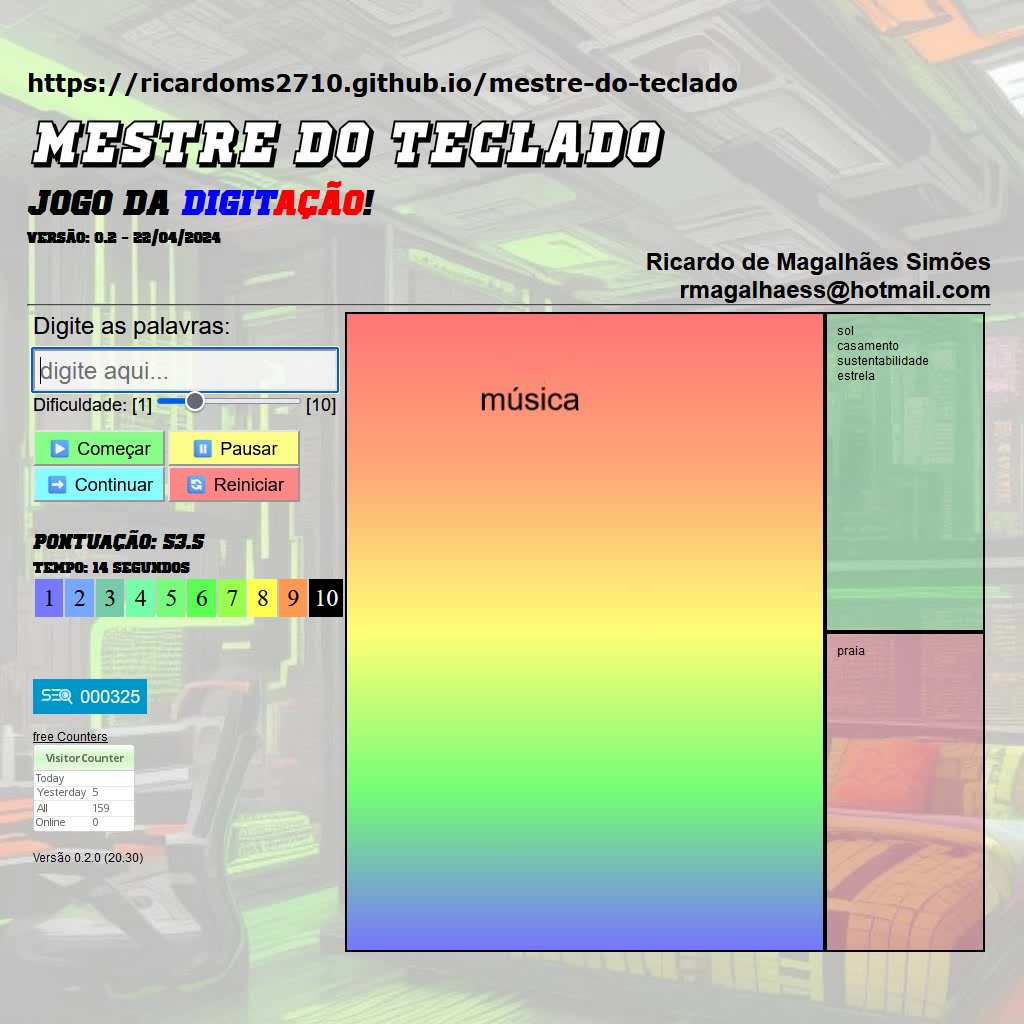 https://ricardoms2710.github.io/mestre-do-teclado
MESTRE DO TECLADO
JOGO DA DIGITAÇÃO!
VERSÃO: 0.2 - 22/04/2024
Ricardo de Magalhães Simões
rmagalhaess@hotmail.com
Digite as palavras:
digite aqui...
Dificuldade: [1] [10]
Começar
Pausar
Continuar
Reiniciar
PONTUAÇÃO: 53.5
TEMPO: 14 SEGUNDOS
1 2 3 4 5 6 7 8 9 10
SEO 000325
free Counters
VisitorCounter
Today
Yesterday 5
All 159
Online 0
Versão 0.2.0 (20.30)
música
sol
casamento
sustentabilidade
estrela
praia